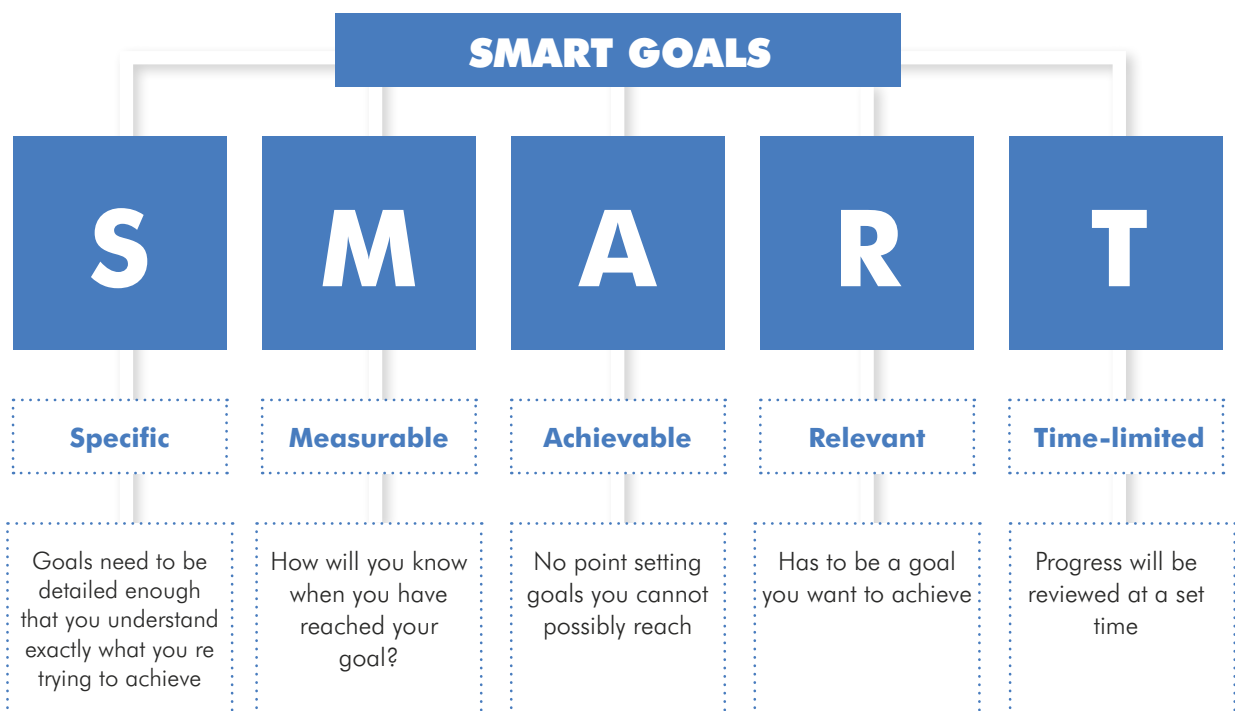 SMART GOALS
S
M
A
R
T
Specific
Measurable
Achievable
Relevant
Time-limited
Goals need to be
detailed enough
that you understand
exactly what you re
trying to achieve
How will you know
when you have
reached your
goal?
No point setting
goals you cannot
possibly reach
Has to be a goal
you want to achieve
Progress will be
reviewed at a set
time